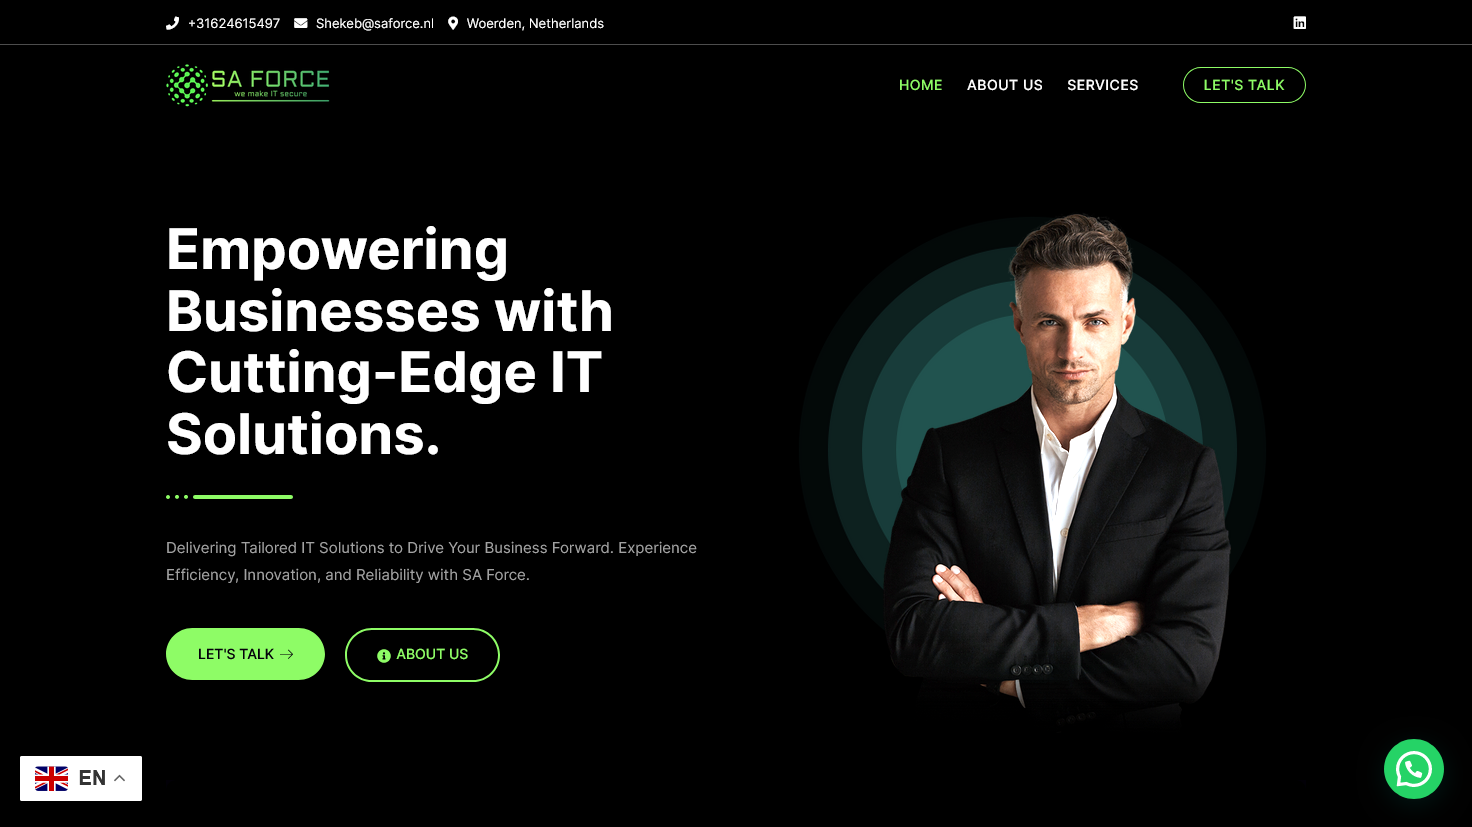 +31624615497 Shekeb@saforce.nl Woerden, Netherlands
SA FORCE
we make IT secure
HOME ABOUT US SERVICES LET'S TALK
Empowering
Businesses with
Cutting-Edge IT
Solutions.
Delivering Tailored IT Solutions to Drive Your Business Forward. Experience
Efficiency, Innovation, and Reliability with SA Force.
LET'S TALK ABOUT US
EN